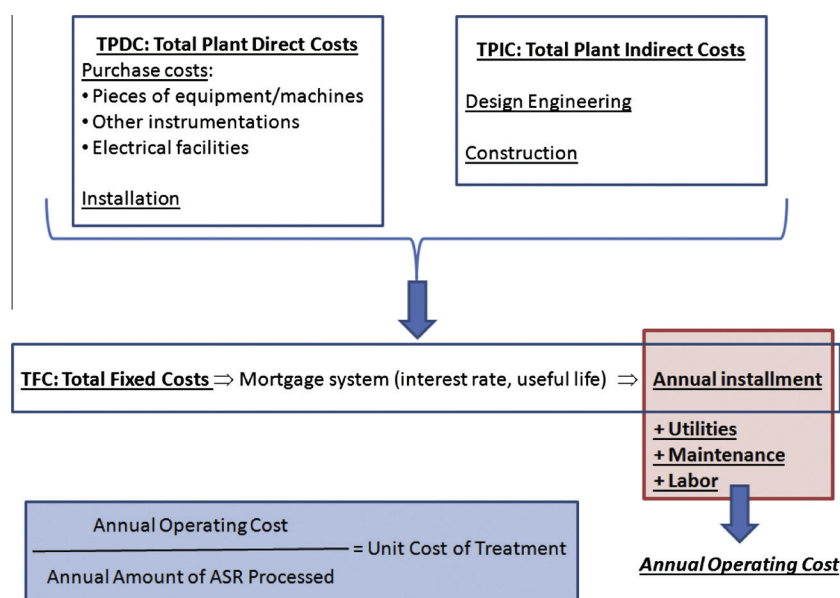 TPDC: Total Plant Direct Costs
Purchase costs:
• Pieces of equipment/machines
• Other instrumentations
• Electrical facilities
Installation
TPIC: Total Plant Indirect Costs
Design Engineering
Construction
TFC: Total Fixed Costs ⇒ Mortgage system (interest rate, useful life) ⇒ Annual installment
+ Utilities
+ Maintenance
+ Labor
Annual Operating Cost
Annual Operating Cost
= Unit Cost of Treatment
Annual Amount of ASR Processed